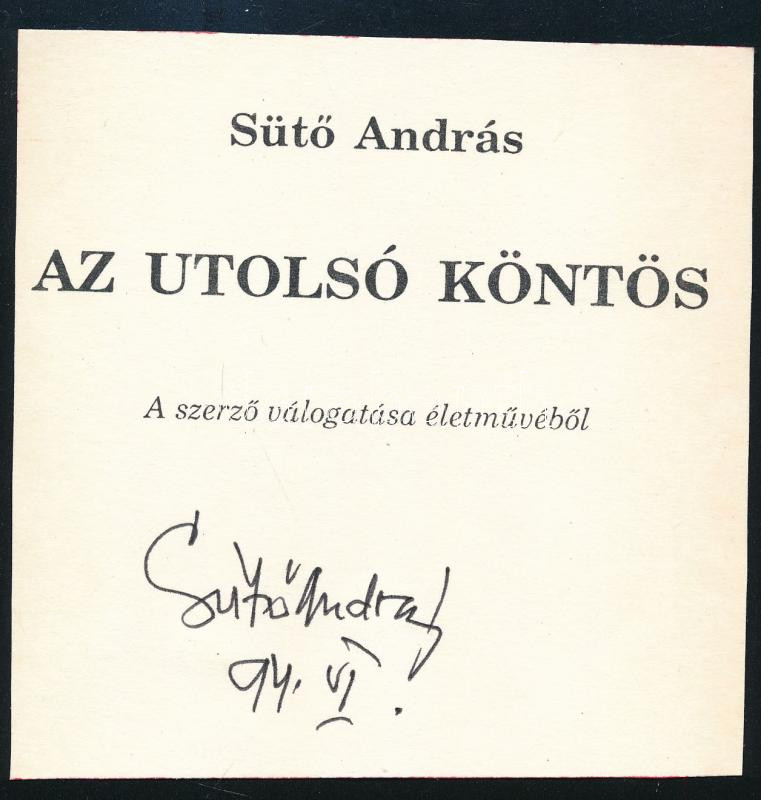 Sütő András
AZ UTOLSÓ KÖNTÖS
A szerző válogatása életművéből
Sütő András
94. VI.